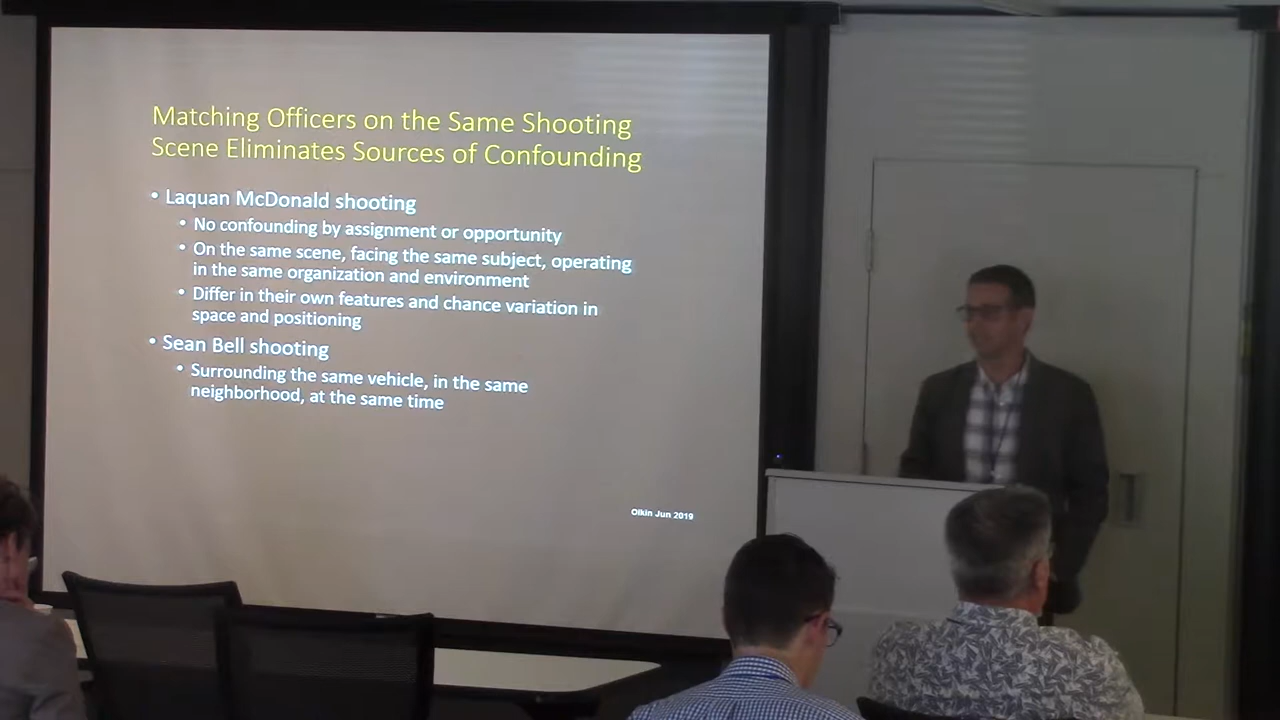 Matching Officers on the Same Shooting
Scene Eliminates Sources of Confounding
• Laquan McDonald shooting
• No confounding by assignment or opportunity
• On the same scene, facing the same subject, operating
in the same organization and environment
• Differ in their own features and chance variation in
space and positioning
• Sean Bell shooting
• Surrounding the same vehicle, in the same
neighborhood, at the same time
Olkin Jun 2019